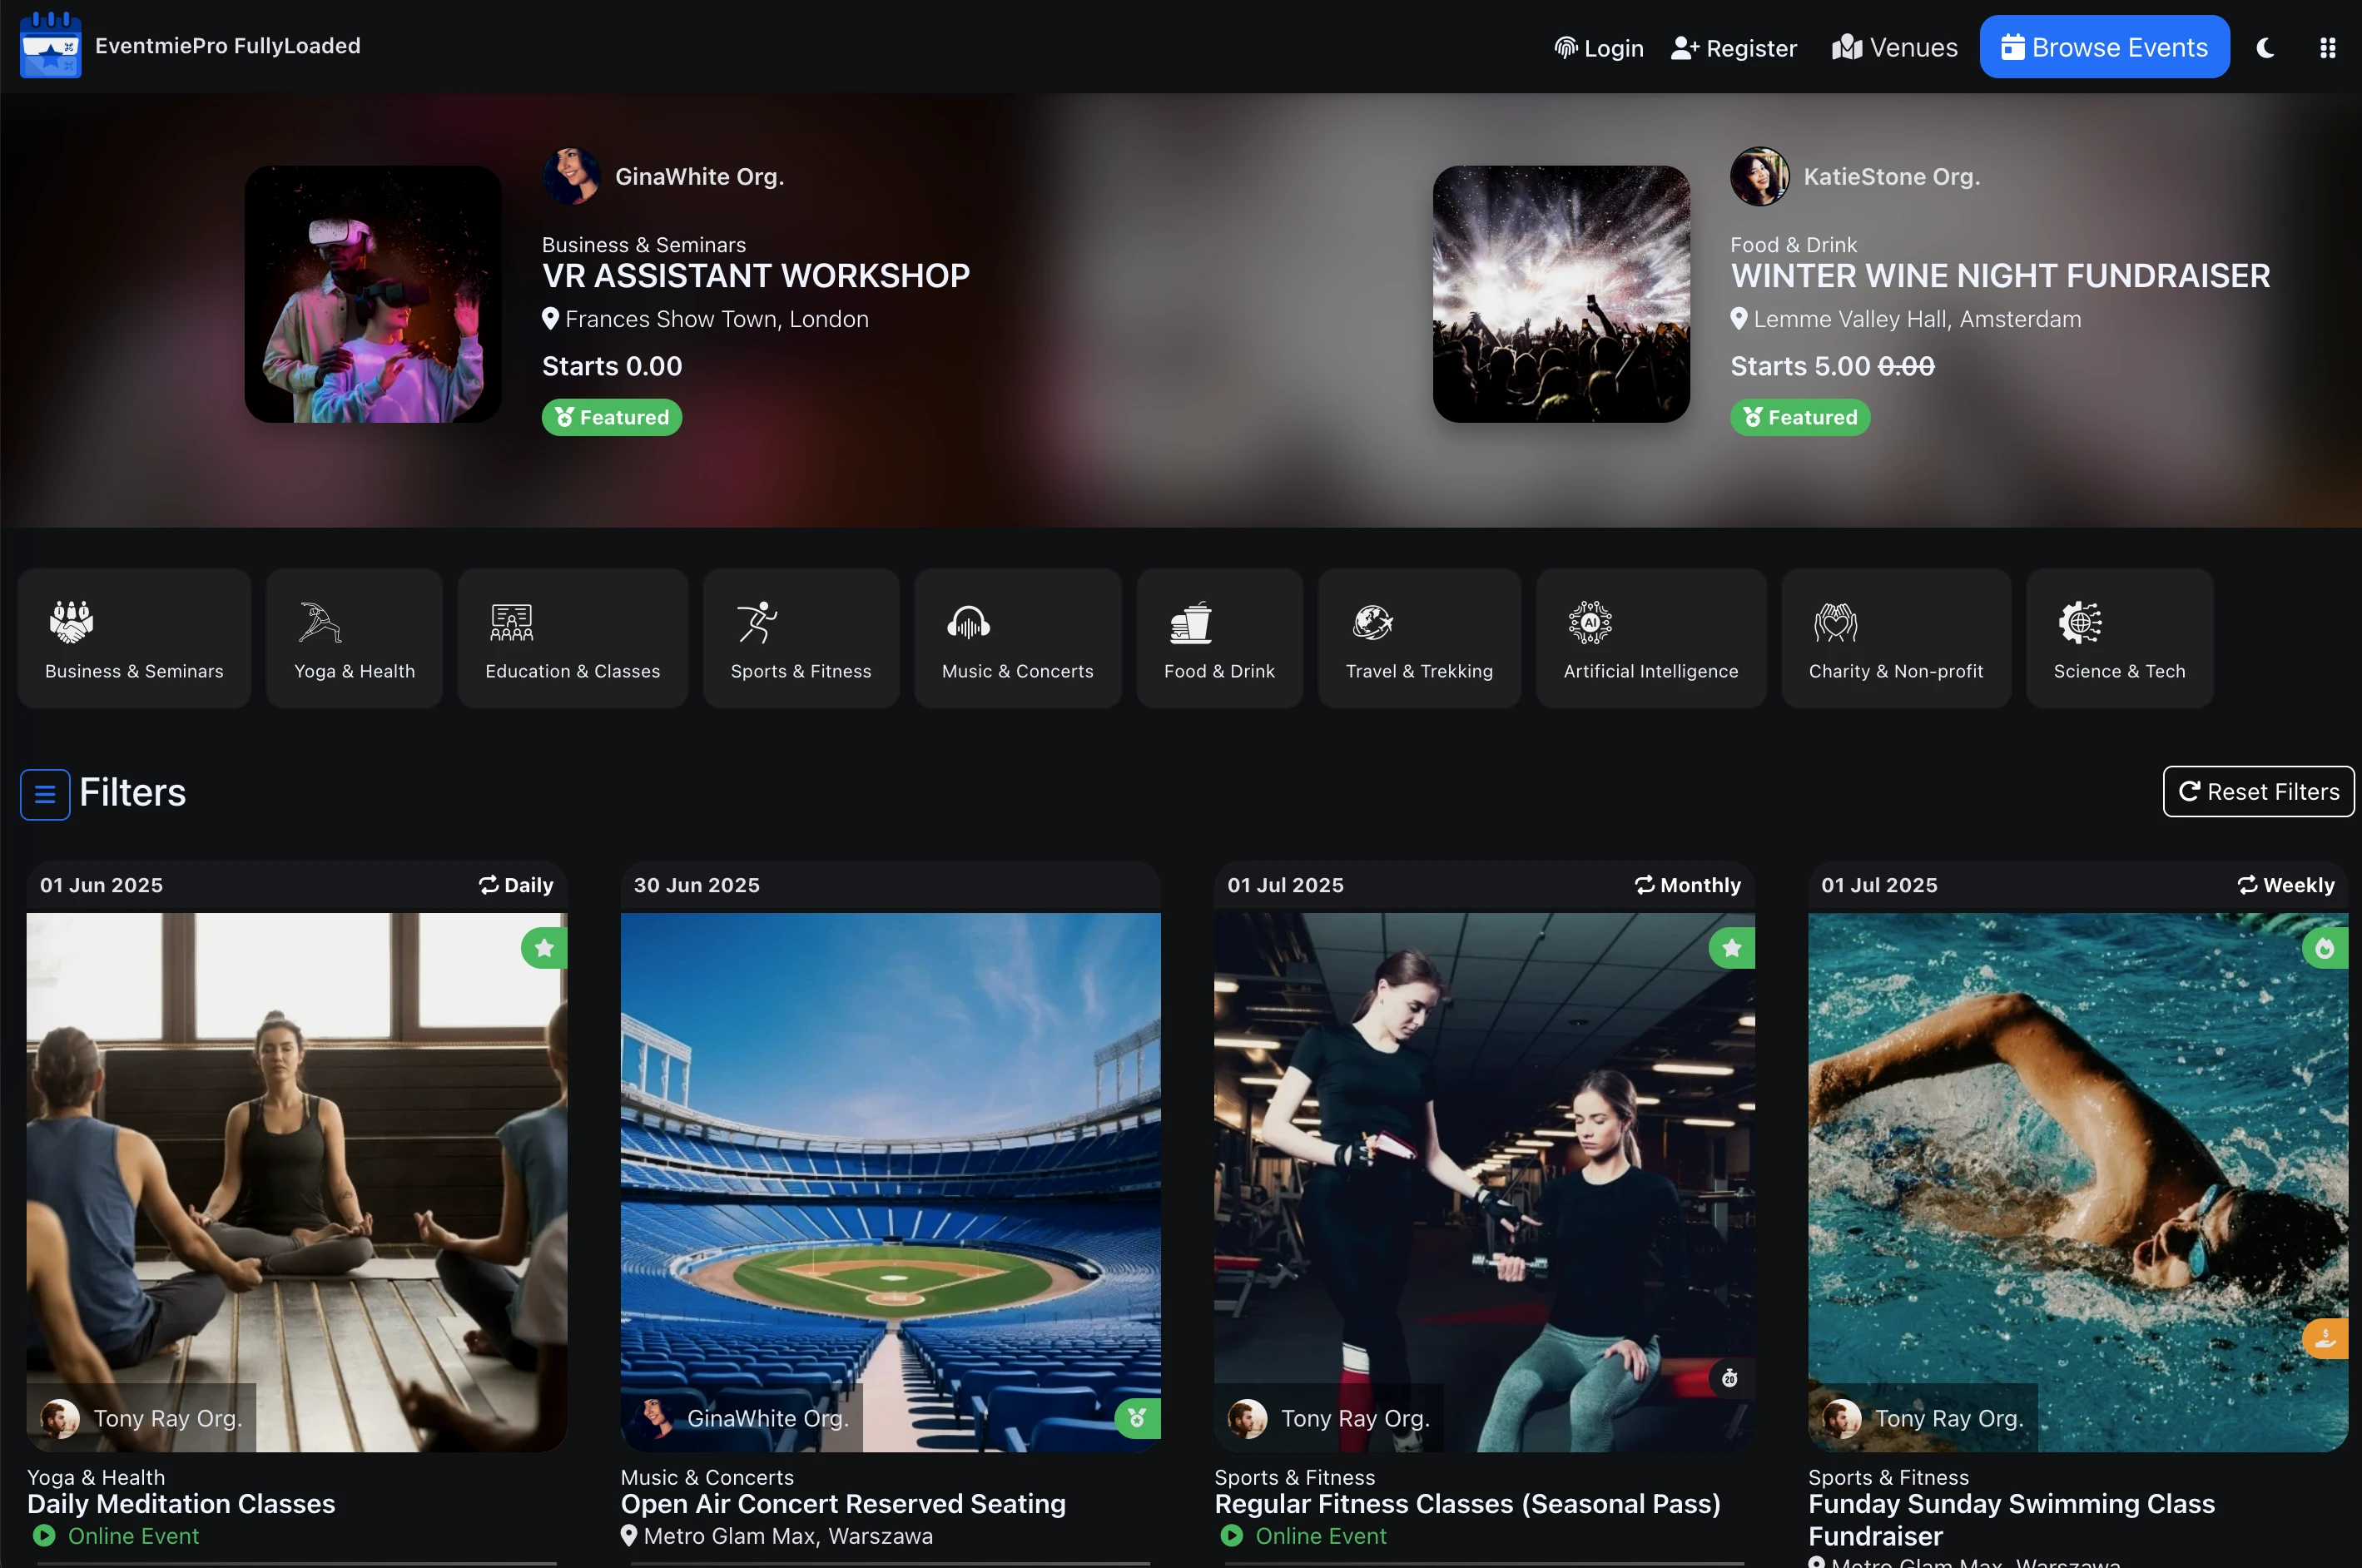 EventmiePro FullyLoaded
Login
Register
Venues
Browse Events
GinaWhite Org.
Business & Seminars
VR ASSISTANT WORKSHOP
Frances Show Town, London
Starts 0.00
Featured
KatieStone Org.
Food & Drink
WINTER WINE NIGHT FUNDRAISER
Lemme Valley Hall, Amsterdam
Starts 5.00 0.00
Featured
Business & Seminars
Yoga & Health
Education & Classes
Sports & Fitness
Music & Concerts
Food & Drink
Travel & Trekking
AI
Artificial Intelligence
Charity & Non-profit
Science & Tech
Filters
Reset Filters
01 Jun 2025
Daily
Tony Ray Org.
Yoga & Health
Daily Meditation Classes
Online Event
30 Jun 2025
GinaWhite Org.
Music & Concerts
Open Air Concert Reserved Seating
Metro Glam Max, Warszawa
01 Jul 2025
Monthly
20
Tony Ray Org.
Sports & Fitness
Regular Fitness Classes (Seasonal Pass)
Online Event
01 Jul 2025
Weekly
$
Tony Ray Org.
Sports & Fitness
Funday Sunday Swimming Class
Fundraiser
Metro Glam Max, Warszawa